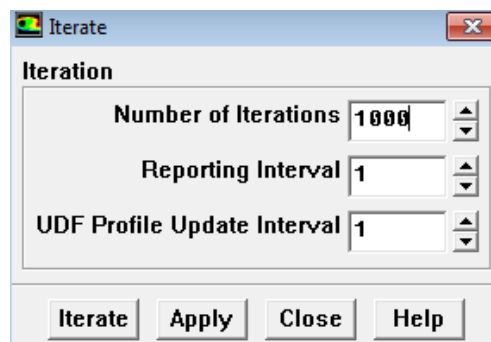 Iterate
Iteration
Number of Iterations 1000
Reporting Interval 1
UDF Profile Update Interval 1
Iterate Apply Close Help